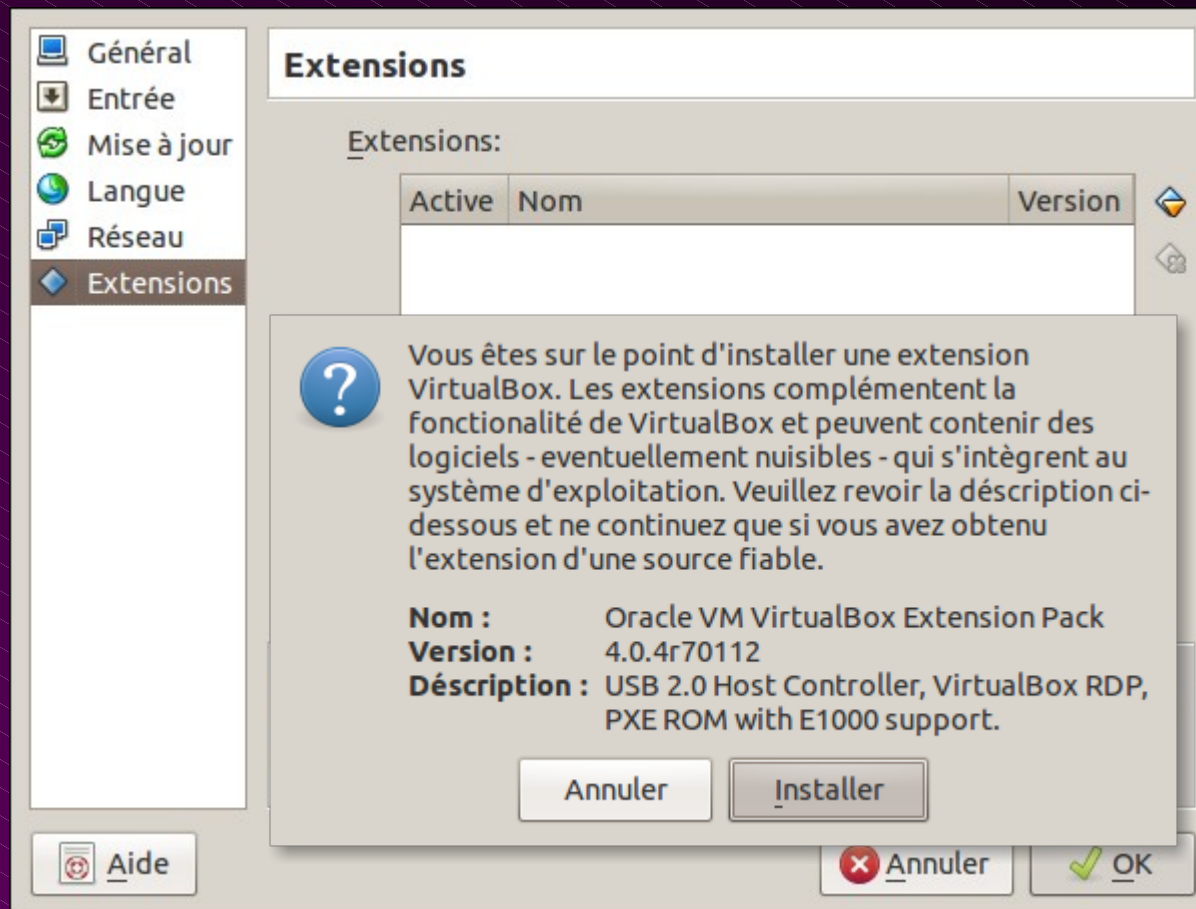 Général
Entrée
Mise à jour
Langue
Réseau
Extensions
Extensions
Extensions:
Active Nom Version
Vous êtes sur le point d'installer une extension
VirtualBox. Les extensions complémentent la
fonctionalité de VirtualBox et peuvent contenir des
logiciels - eventuellement nuisibles - qui s'intègrent au
système d'exploitation. Veuillez revoir la déscription ci-
dessous et ne continuez que si vous avez obtenu
l'extension d'une source fiable.
Nom : Oracle VM VirtualBox Extension Pack
Version : 4.0.4r70112
Déscription : USB 2.0 Host Controller, VirtualBox RDP,
PXE ROM with E1000 support.
Annuler Installer
Aide Annuler OK